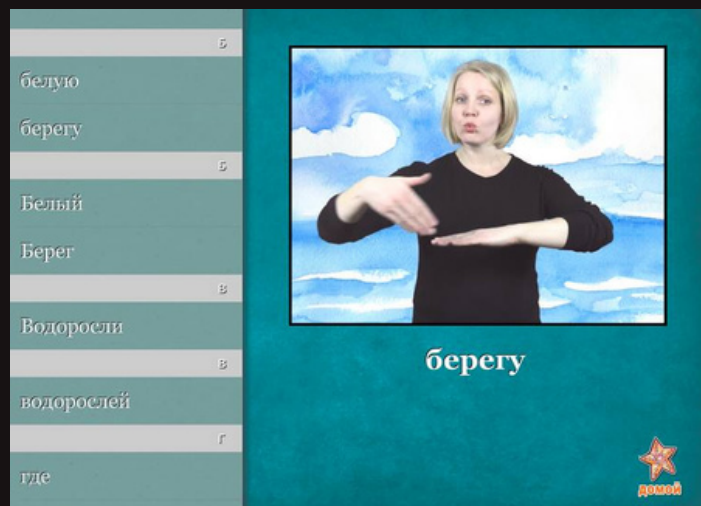 Б
белую
берегу
Б
Белый
Берег
В
Водоросли
В
водорослей
Г
где
берегу
домой